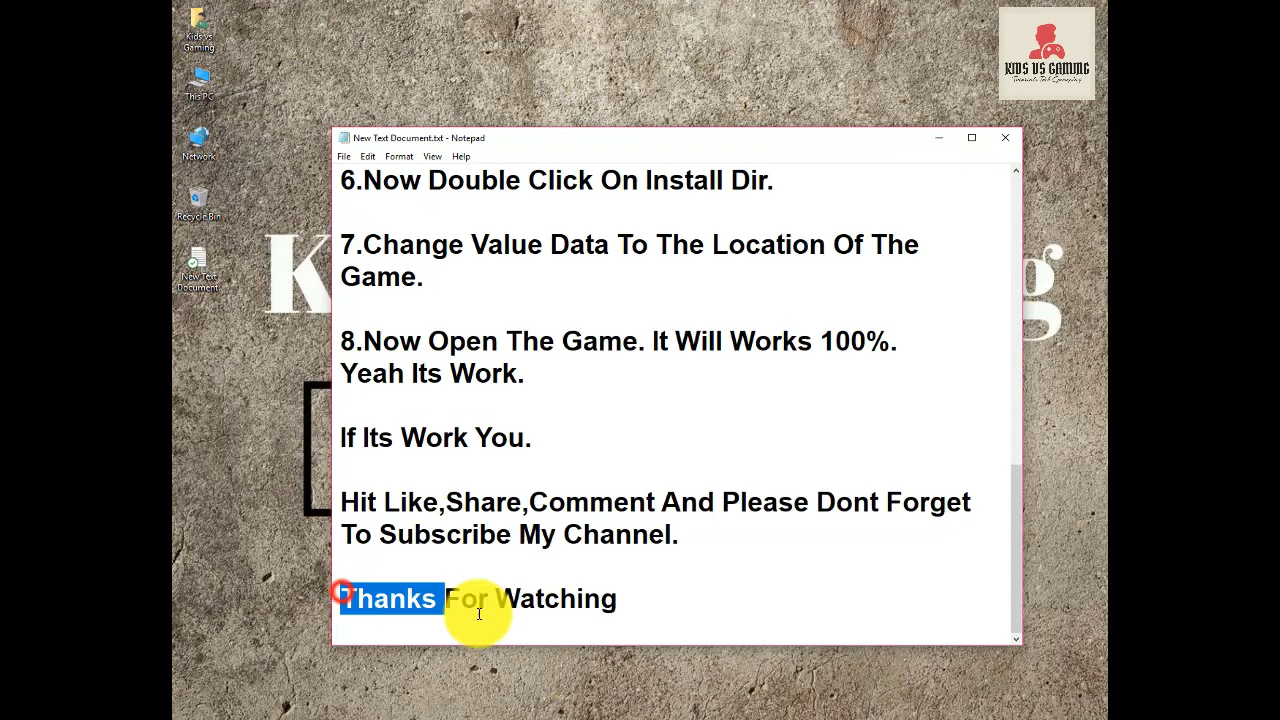 Kids vs
Gaming
This PC
Network
Recycle Bin
New Text
Document
KIDS VS GAMING
Tutorials Tech Gameplay
New Text Document.txt - Notepad
File Edit Format View Help
6.Now Double Click On Install Dir.
7.Change Value Data To The Location Of The
Game.
8.Now Open The Game. It Will Works 100%.
Yeah Its Work.
If Its Work You.
Hit Like,Share,Comment And Please Dont Forget
To Subscribe My Channel.
Thanks For Watching
K
g